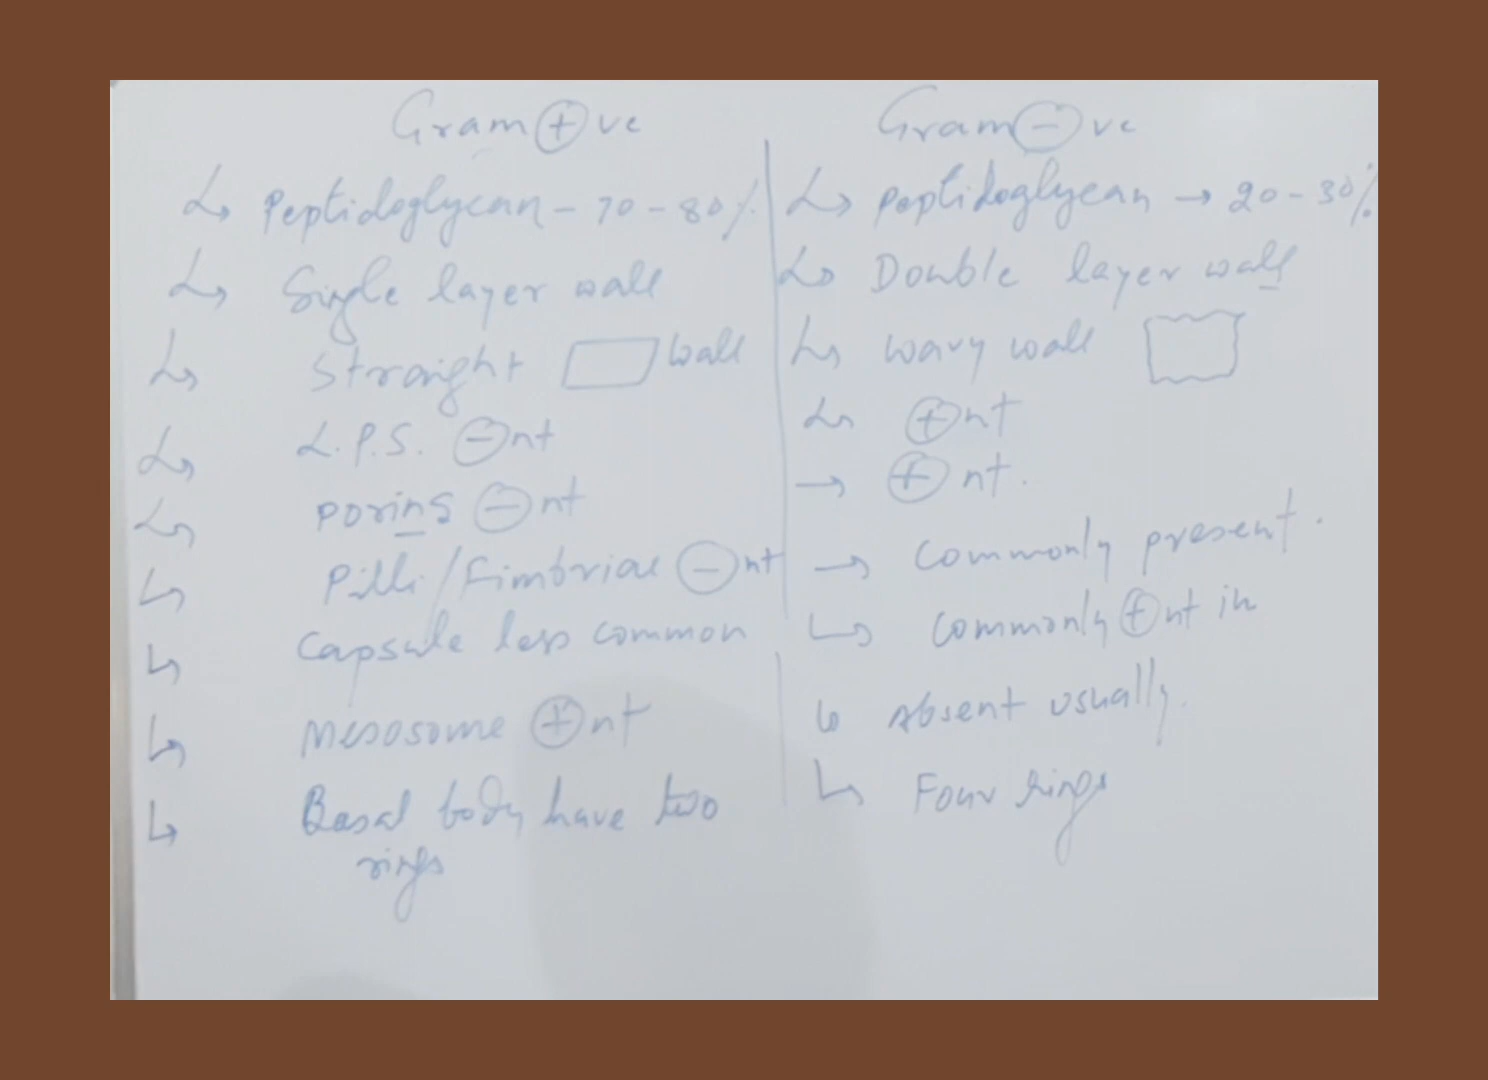 Gram ⊕ ve
↳ Peptidoglycan - 70 - 80%
↳ Single layer wall
↳ Straight wall
↳ L.P.S. ⊖nt
↳ Porins ⊖nt
↳ Pilli/Fimbriae ⊖nt
↳ Capsule less common
↳ Mesosome ⊕nt
↳ Basal body have two
rings
Gram ⊖ ve
↳ peptidoglycan → 20 - 30%
↳ Double layer wall
↳ wavy wall
↳ ⊕nt
→ ⊕nt.
→ Commonly present.
↳ Commonly ⊕nt in
↳ Absent usually.
↳ Four rings